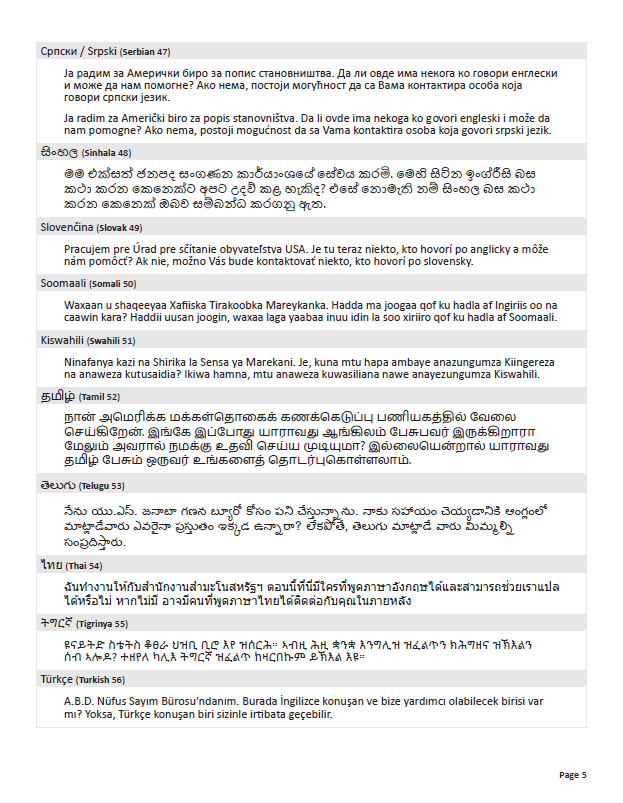 Српски / Srpski (Serbian 47)
Ја радим за Амерички биро за попис становништва. Да ли овде има некога ко говори енглески
и може да нам помогне? Ако нема, постоји могућност да са Вама контактира особа која
говори српски језик.
Ja radim za Američki biro za popis stanovništva. Da li ovde ima nekoga ko govori engleski i može da
nam pomogne? Ako nema, postoji mogućnost da sa Vama kontaktira osoba koja govori srpski jezik.
සිංහල (Sinhala 48)
මම එක්සත් ජනපද සංගණන කාර්යාංශයේ සේවය කරමි. මෙහි සිටින ඉංග්රීසි බස
කථා කරන කෙනෙක්ට අපට උදව් කළ හැකිද? එසේ නොමැති නම් සිංහල බස කථා
කරන කෙනෙක් ඔබව සම්බන්ධ කරගනු ඇත.
Slovenčina (Slovak 49)
Pracujem pre Úrad pre sčítanie obyvateľstva USA. Je tu teraz niekto, kto hovorí po anglicky a môže
nám pomôcť? Ak nie, možno Vás bude kontaktovať niekto, kto hovorí po slovensky.
Soomaali (Somali 50)
Waxaan u shaqeeyaa Xafiiska Tirakoobka Mareykanka. Hadda ma joogaa qof ku hadla af Ingiriis oo na
caawin kara? Haddii uusan joogin, waxaa laga yaabaa inuu idin la soo xiriiro qof ku hadla af Soomaali.
Kiswahili (Swahili 51)
Ninafanya kazi na Shirika la Sensa ya Marekani. Je, kuna mtu hapa ambaye anazungumza Kiingereza
na anaweza kutusaidia? Ikiwa hamna, mtu anaweza kuwasiliana nawe anayezungumza Kiswahili.
தமிழ் (Tamil 52)
நான் அமெரிக்க மக்கள்தொகைக் கணக்கெடுப்பு பணியகத்தில் வேலை
செய்கிறேன். இங்கே இப்போது யாராவது ஆங்கிலம் பேசுபவர் இருக்கிறாரா
மேலும் அவரால் நமக்கு உதவி செய்ய முடியுமா? இல்லையென்றால் யாராவது
தமிழ் பேசும் ஒருவர் உங்களைத் தொடர்புகொள்ளலாம்.
తెలుగు (Telugu 53)
నేను యు.ఎస్. జనాబా గణన బ్యూరో కోసం పని చేస్తున్నాను. నాకు సహాయం చెయ్యడానికి ఆంగ్లంలో
మాట్లాడేవారు ఎవరైనా ప్రస్తుతం ఇక్కడ ఉన్నారా? లేకపోతే, తెలుగు మాట్లాడే వారు మిమ్మల్ని
సంప్రదిస్తారు.
ไทย (Thai 54)
ฉันทำงานให้กับสำนักงานสำมะโนสหรัฐฯ ตอนนี้ที่นี่มีใครที่พูดภาษาอังกฤษได้และสามารถช่วยเราแปล
ได้หรือไม่ หากไม่มี อาจมีคนที่พูดภาษาไทยได้ติดต่อกับคุณในภายหลัง
ትግርኛ (Tigrinya 55)
ዩናይትድ ስቴትስ ቆፀራ ህዝቢ ቢሮ እየ ዝሰርሕ። ኣብዚ ሕዚ ቋንቋ እንግሊዝ ዝፈልጥን ክሕግዘና ዝኽእልን
ሰብ ኣሎዶ? ተዘየለ ካሊእ ትግርኛ ዝፈልጥ ከዛርበኩም ይኽእል እዩ።
Türkçe (Turkish 56)
A.B.D. Nüfus Sayım Bürosu’ndanım. Burada İngilizce konuşan ve bize yardımcı olabilecek birisi var
mı? Yoksa, Türkçe konuşan biri sizinle irtibata geçebilir.
Page 5